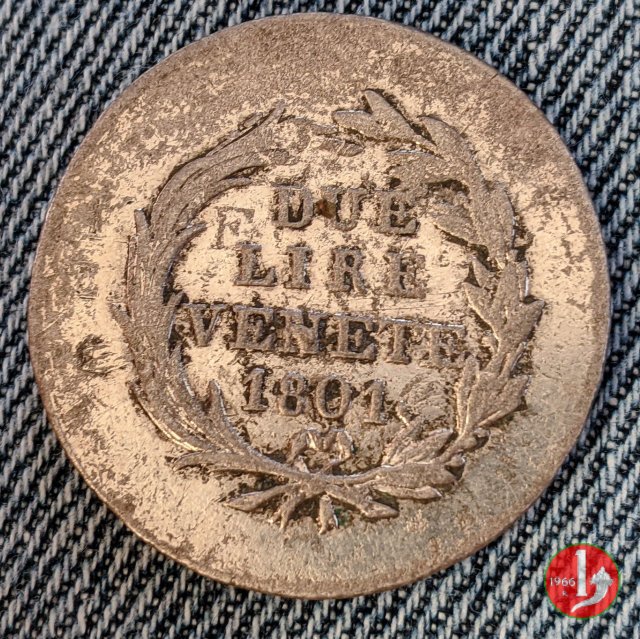 F
DUE
LIRE
VENETE
1801
1966